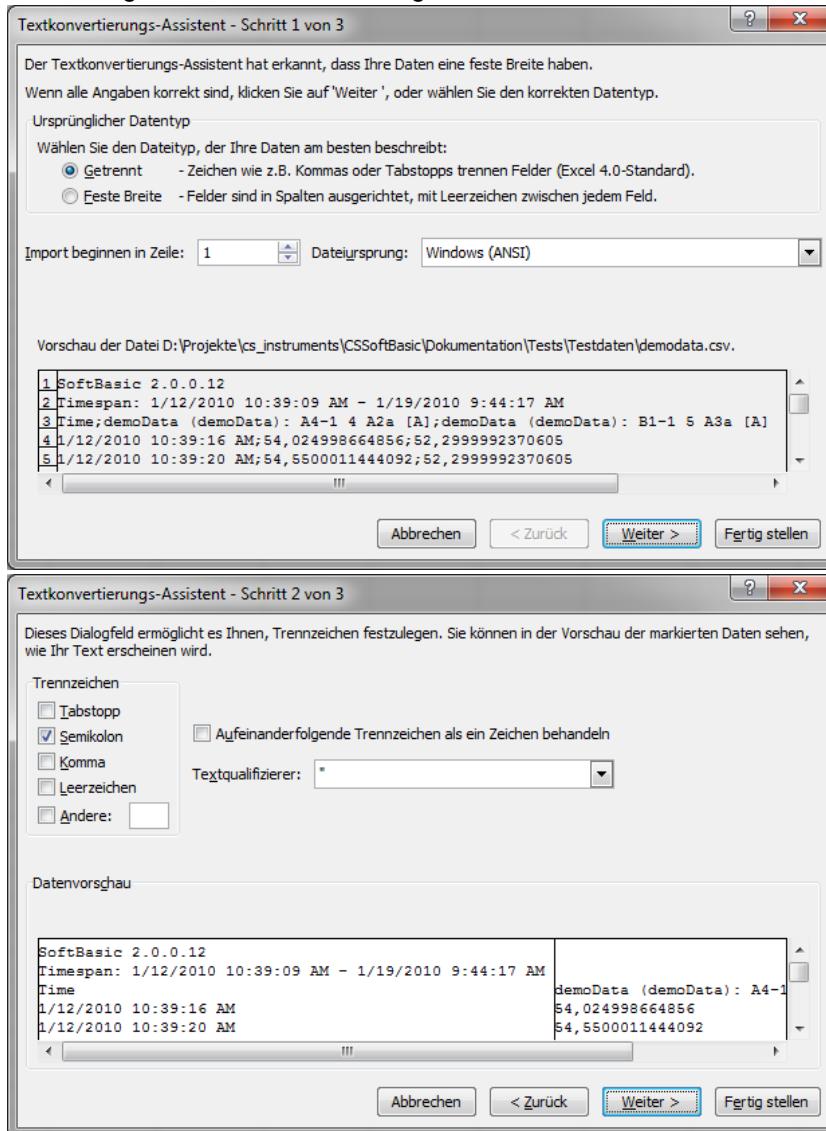 Textkonvertierungs-Assistent - Schritt 1 von 3
Der Textkonvertierungs-Assistent hat erkannt, dass Ihre Daten eine feste Breite haben.
Wenn alle Angaben korrekt sind, klicken Sie auf 'Weiter ', oder wählen Sie den korrekten Datentyp.
Ursprünglicher Datentyp
Wählen Sie den Dateityp, der Ihre Daten am besten beschreibt:
Getrennt - Zeichen wie z.B. Kommas oder Tabstopps trennen Felder (Excel 4.0-Standard).
Feste Breite - Felder sind in Spalten ausgerichtet, mit Leerzeichen zwischen jedem Feld.
Import beginnen in Zeile: 1 Dateiursprung: Windows (ANSI)
Vorschau der Datei D:\Projekte\cs_instruments\CSSoftBasic\Dokumentation\Tests\Testdaten\demodata.csv.
1 SoftBasic 2.0.0.12
2 Timespan: 1/12/2010 10:39:09 AM - 1/19/2010 9:44:17 AM
3 Time;demoData (demoData): A4-1 4 A2a [A];demoData (demoData): B1-1 5 A3a [A]
4 1/12/2010 10:39:16 AM;54,024998664856;52,2999992370605
5 1/12/2010 10:39:20 AM;54,5500011444092;52,2999992370605
Abbrechen < Zurück Weiter > Fertig stellen
Textkonvertierungs-Assistent - Schritt 2 von 3
Dieses Dialogfeld ermöglicht es Ihnen, Trennzeichen festzulegen. Sie können in der Vorschau der markierten Daten sehen,
wie Ihr Text erscheinen wird.
Trennzeichen
Tabstopp
Semikolon Aufeinanderfolgende Trennzeichen als ein Zeichen behandeln
Komma
Textqualifizierer: "
Leerzeichen
Andere:
Datenvorschau
SoftBasic 2.0.0.12
Timespan: 1/12/2010 10:39:09 AM - 1/19/2010 9:44:17 AM
Time demoData (demoData): A4-1
1/12/2010 10:39:16 AM 54,024998664856
1/12/2010 10:39:20 AM 54,5500011444092
Abbrechen < Zurück Weiter > Fertig stellen